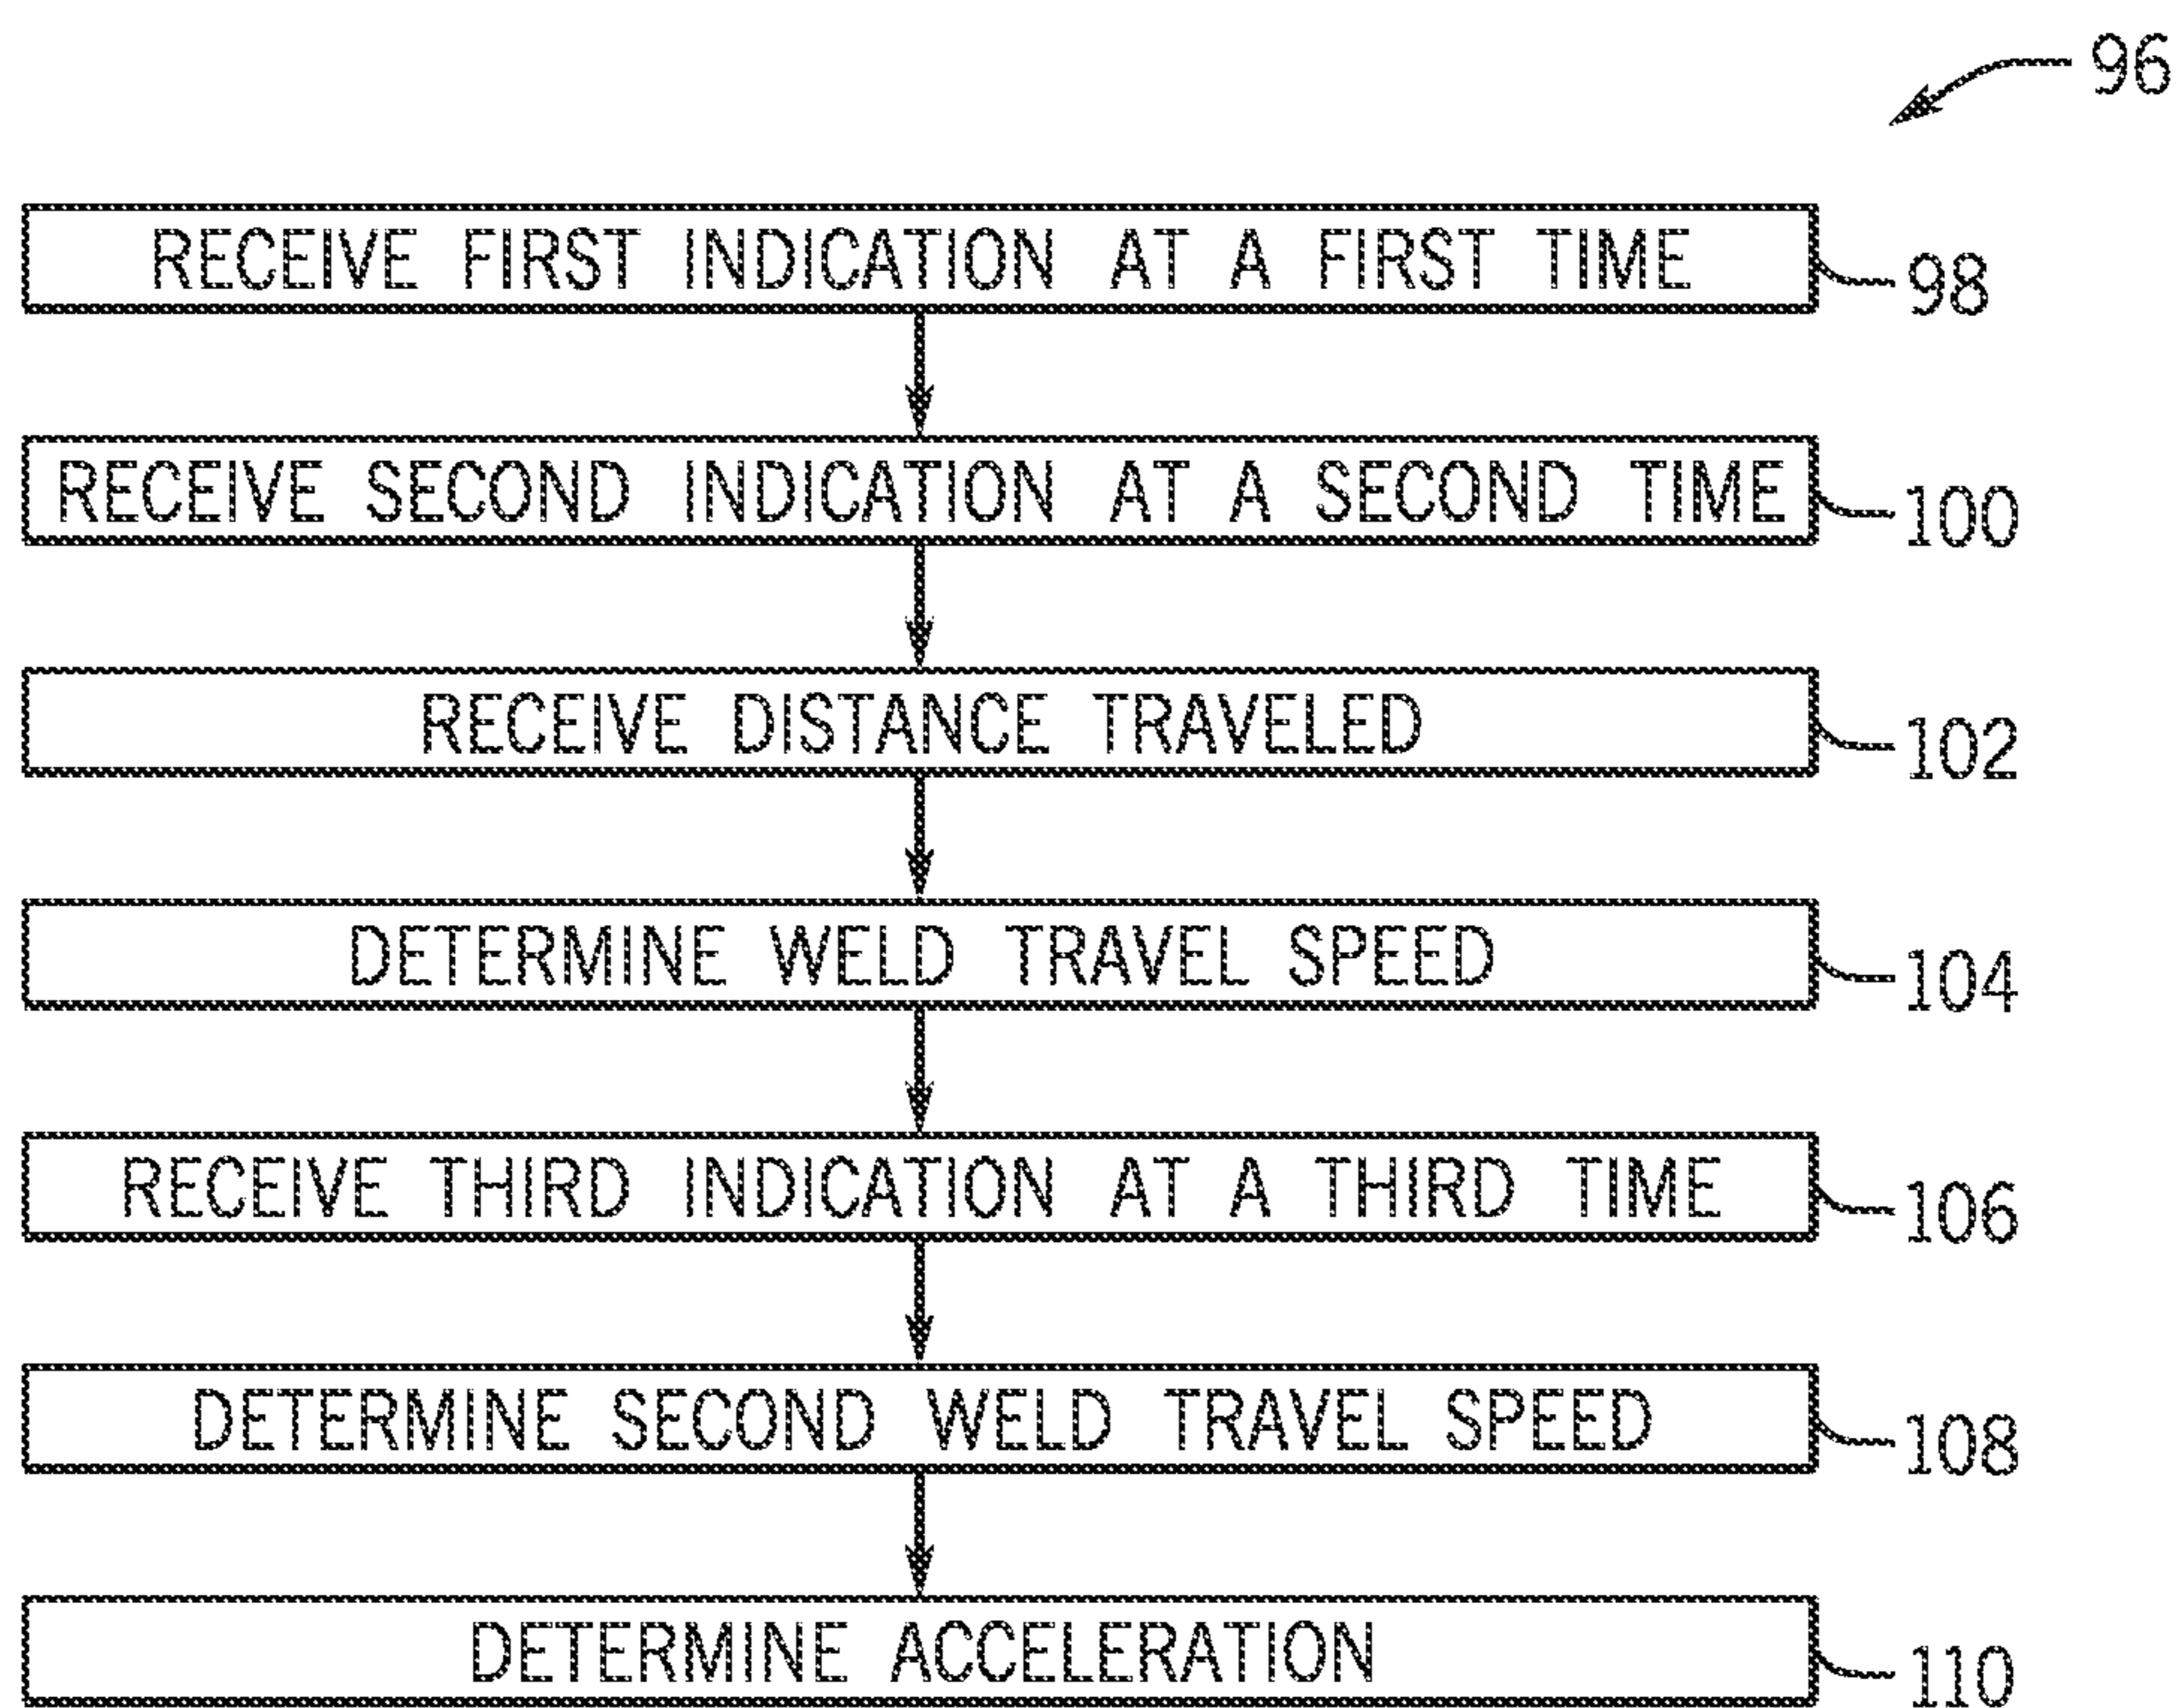 96
RECEIVE FIRST INDICATION AT A FIRST TIME
98
RECEIVE SECOND INDICATION AT A SECOND TIME
100
RECEIVE DISTANCE TRAVELED
102
DETERMINE WELD TRAVEL SPEED
104
RECEIVE THIRD INDICATION AT A THIRD TIME
106
DETERMINE SECOND WELD TRAVEL SPEED
108
DETERMINE ACCELERATION
110